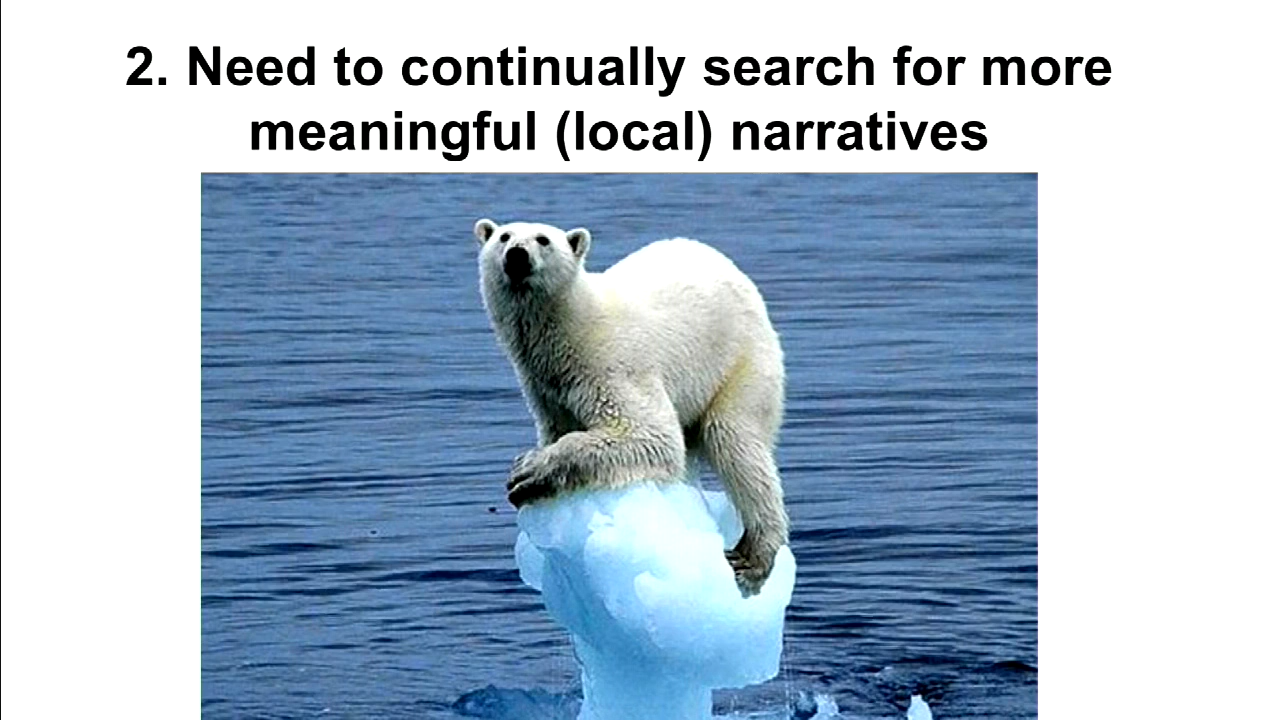 2. Need to continually search for more
meaningful (local) narratives